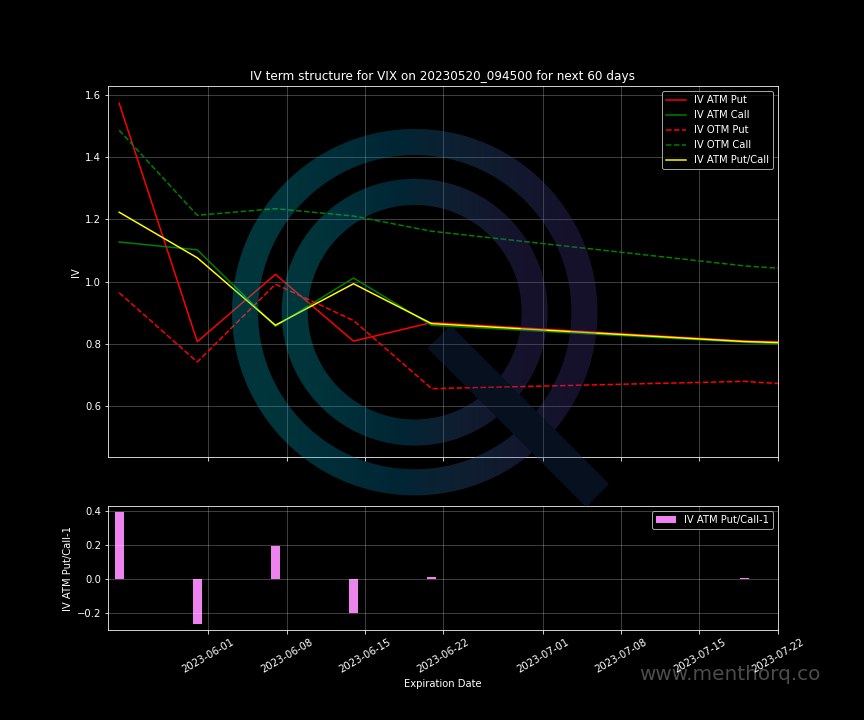 IV term structure for VIX on 20230520_094500 for next 60 days
IV ATM Put
IV ATM Call
IV OTM Put
IV OTM Call
IV ATM Put/Call
1.6
1.4
1.2
1.0
0.8
0.6
IV
IV ATM Put/Call-1
0.4
0.2
0.0
−0.2
IV ATM Put/Call-1
2023-06-01
2023-06-08
2023-06-15
2023-06-22
2023-07-01
2023-07-08
2023-07-15
2023-07-22
Expiration Date
www.menthorq.co